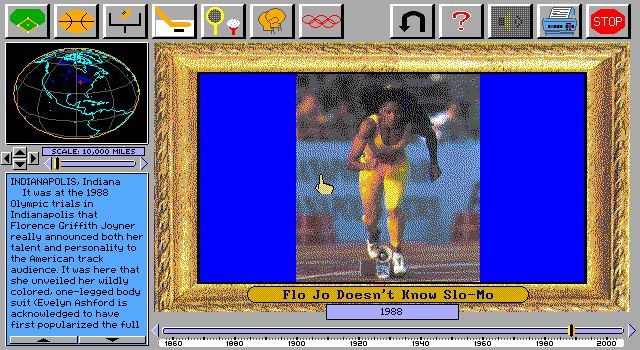 ?
STOP
SCALE: 10,000 MILES
INDIANAPOLIS, Indiana
It was at the 1988
Olympic trials in
Indianapolis that
Florence Griffith Joyner
really announced both her
talent and personality to
the American track
audience. It was here that
she unveiled her wildly
colored, one-legged body
suit (Evelyn Ashford is
acknowledged to have
first popularized the full
Flo Jo Doesn't Know Slo-Mo
1988
1860 1880 1900 1920 1940 1960 1980 2000